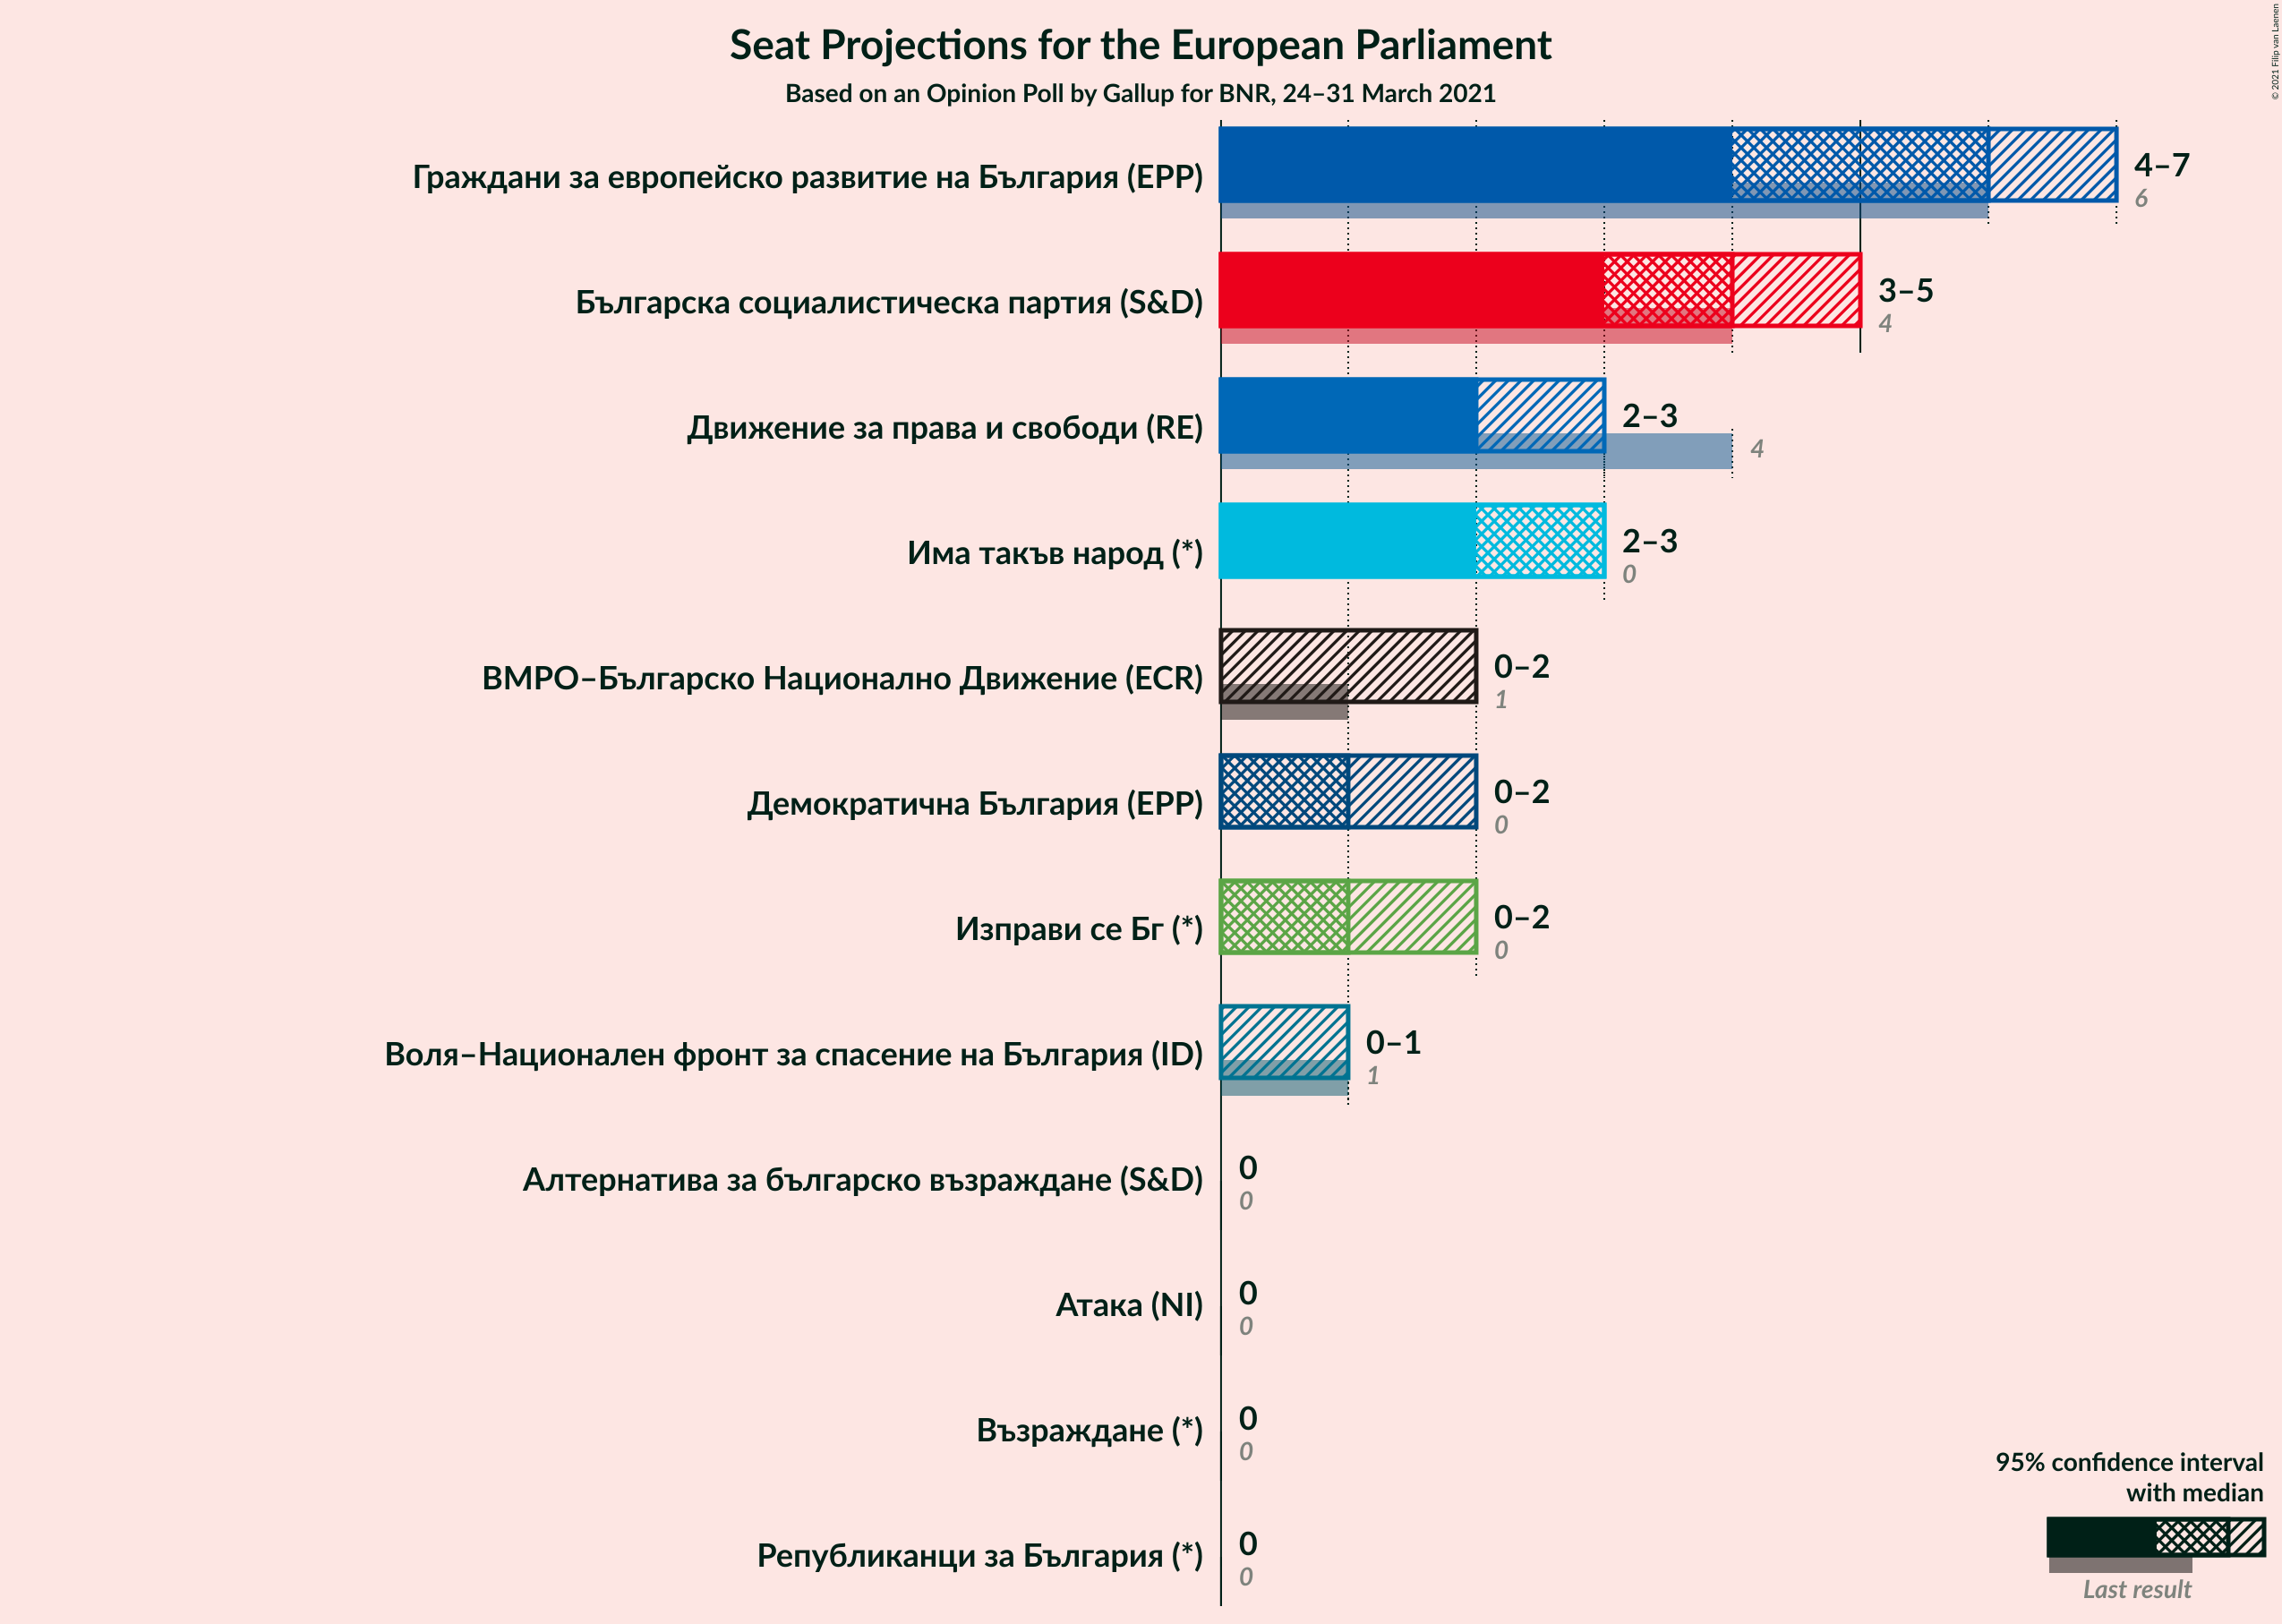 Seat Projections for the European Parliament
Based on an Opinion Poll by Gallup for BNR, 24–31 March 2021
© 2021 Filip van Laenen
Граждани за европейско развитие на България (EPP)
4–7
6
Българска социалистическа партия (S&D)
3–5
4
Движение за права и свободи (RE)
2–3
4
Има такъв народ (*)
2–3
0
ВМРО–Българско Национално Движение (ECR)
0–2
1
Демократична България (EPP)
0–2
0
Изправи се Бг (*)
0–2
0
Воля–Национален фронт за спасение на България (ID)
0–1
1
Алтернатива за българско възраждане (S&D)
0
0
Атака (NI)
0
0
Възраждане (*)
0
0
Републиканци за България (*)
0
0
95% confidence interval
with median
Last result